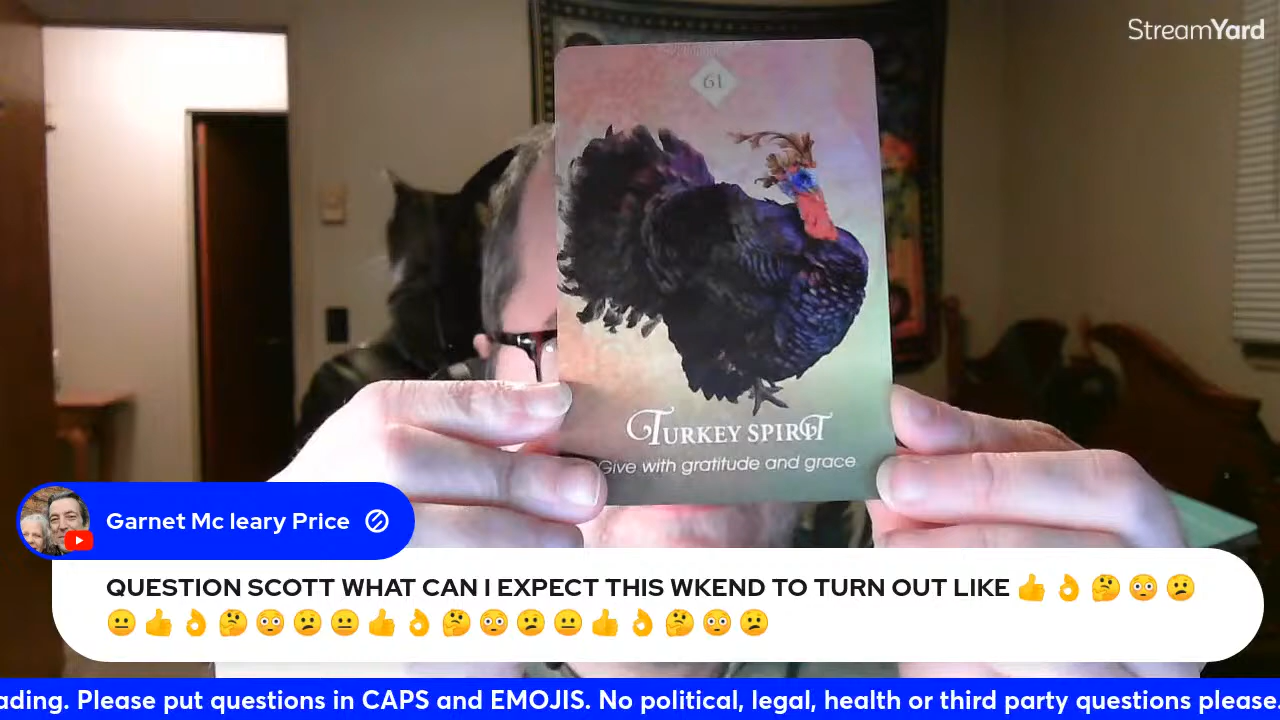 StreamYard
61
TURKEY SPIRIT
Give with gratitude and grace
Garnet Mc leary Price
QUESTION SCOTT WHAT CAN I EXPECT THIS WKEND TO TURN OUT LIKE 👍 👌 🤔 😳 😕
😐 👍 👌 🤔 😳 😕 😐 👍 👌 🤔 😳 😕 😐 👍 👌 🤔 😳 😕
ading. Please put questions in CAPS and EMOJIS. No political, legal, health or third party questions please.